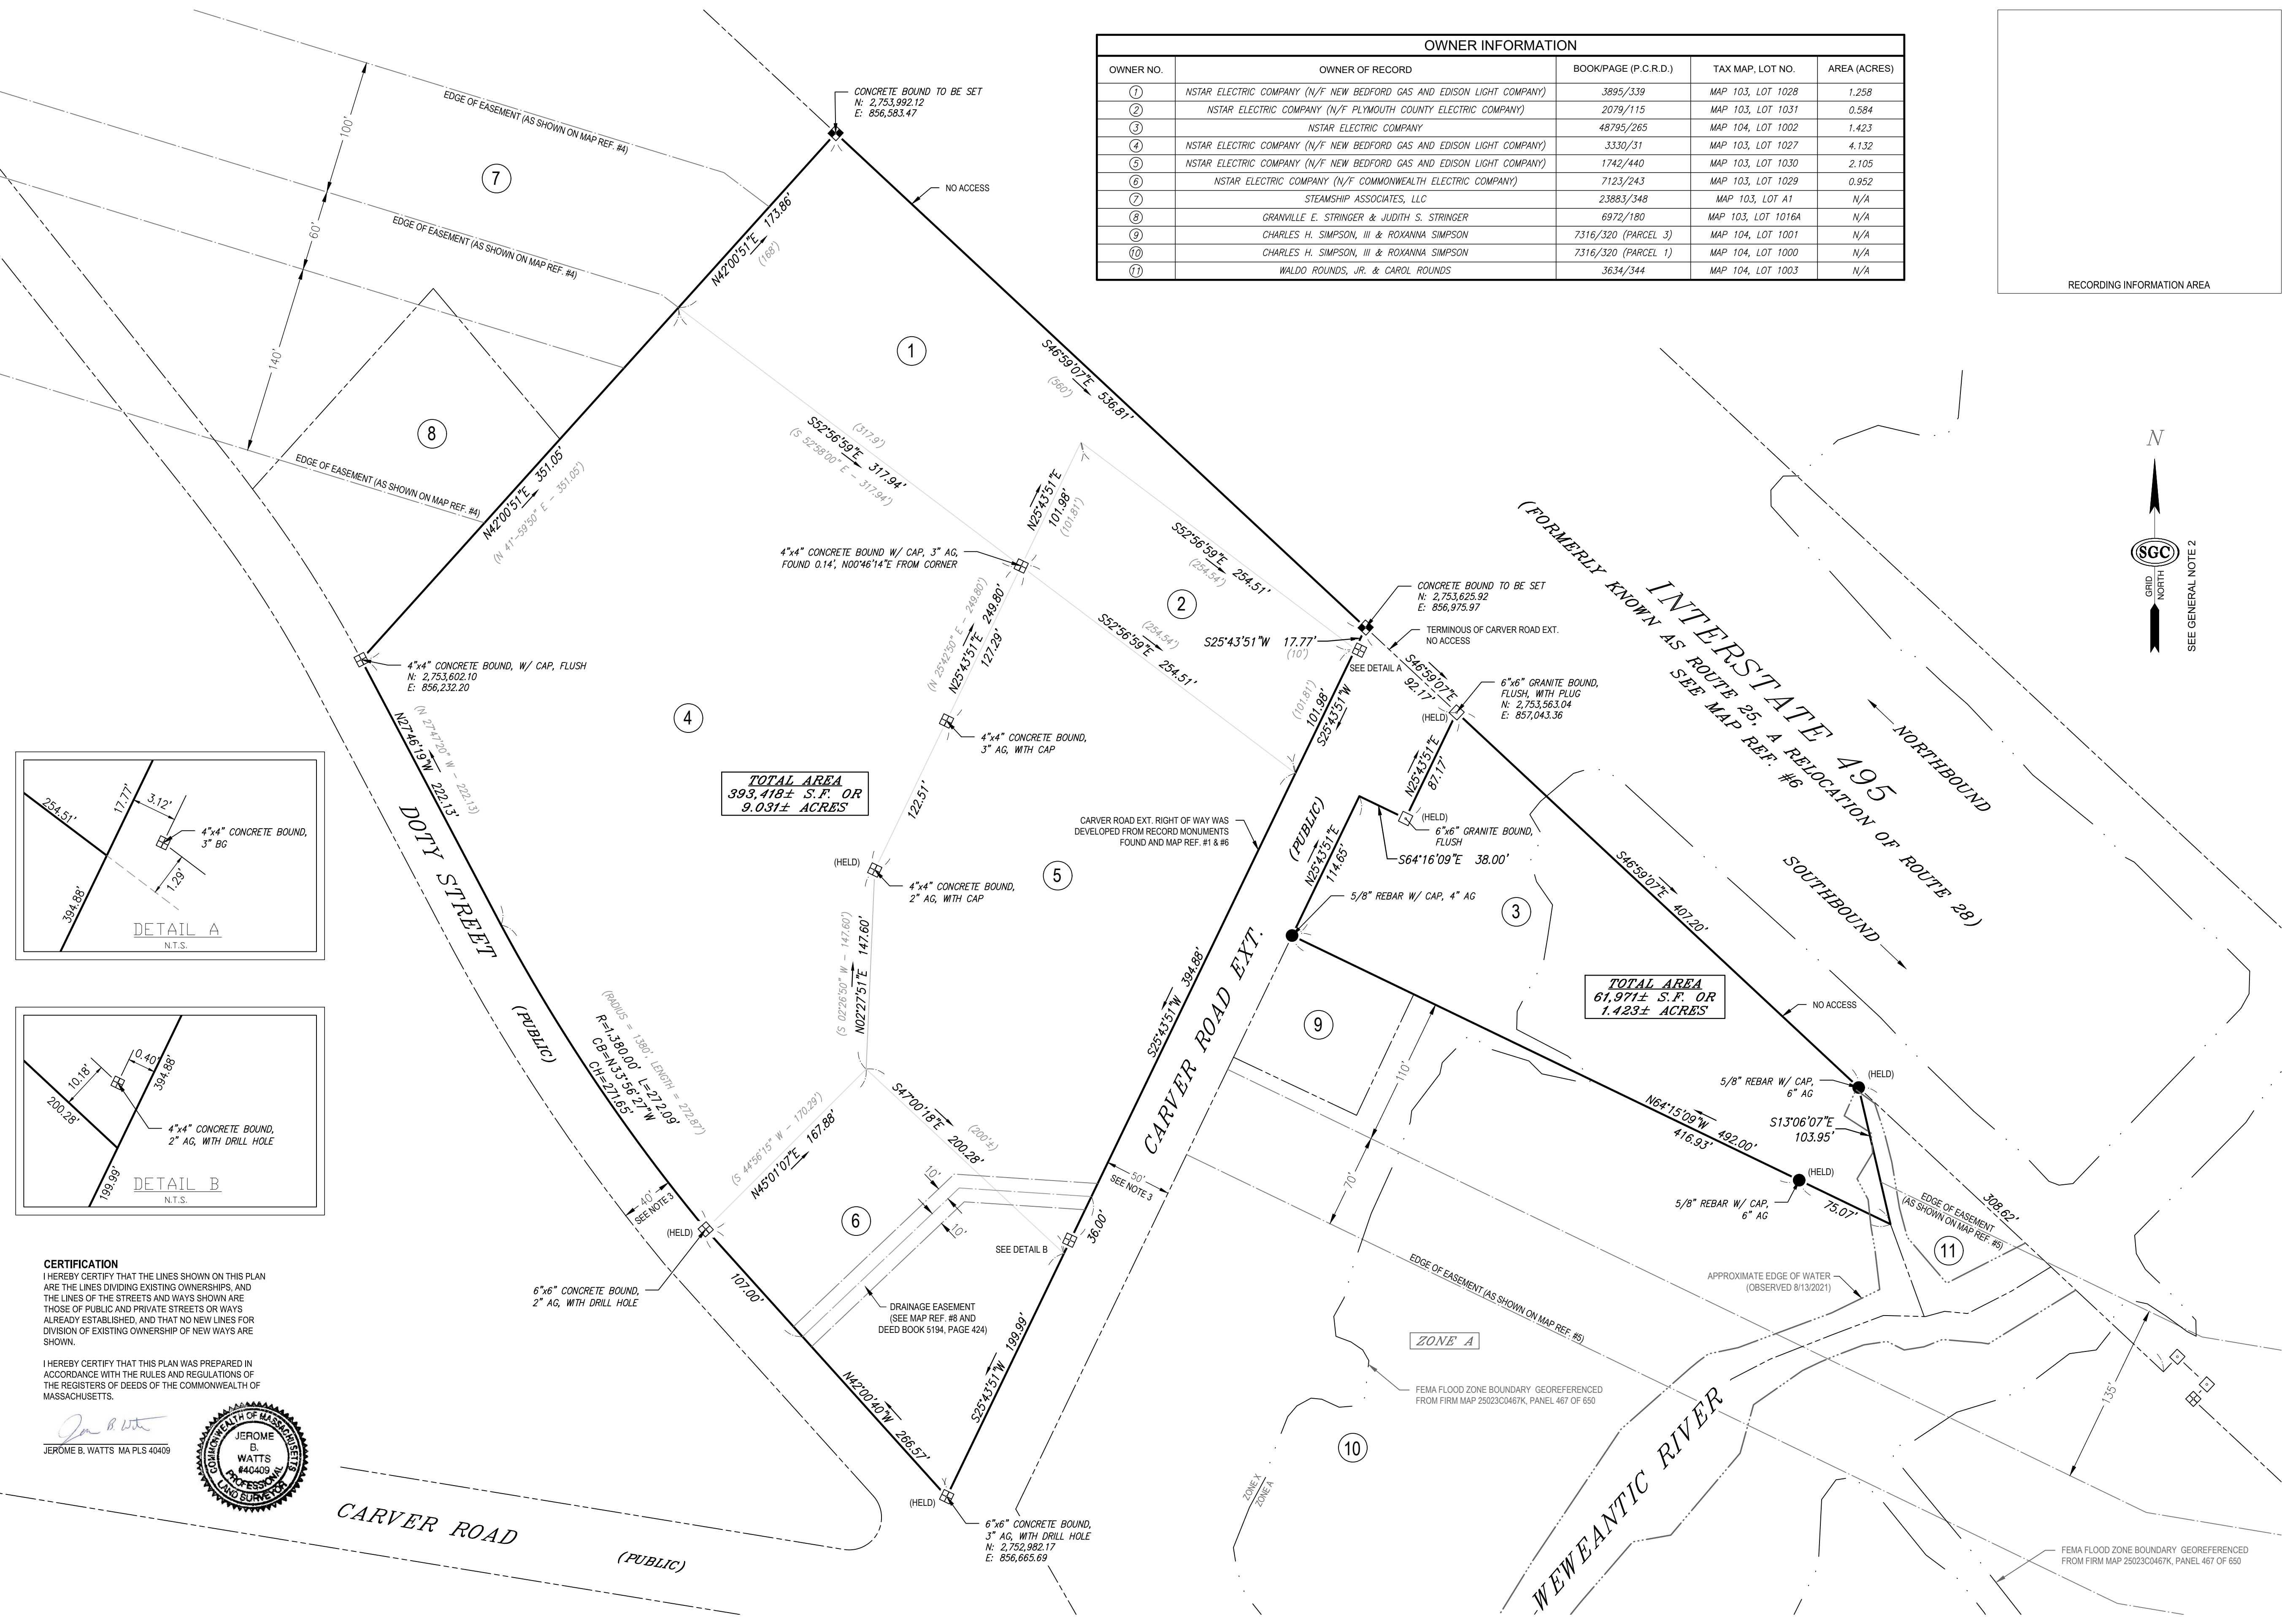 OWNER INFORMATION
OWNER NO. OWNER OF RECORD BOOK/PAGE (P.C.R.D.) TAX MAP, LOT NO. AREA (ACRES)
1 NSTAR ELECTRIC COMPANY (N/F NEW BEDFORD GAS AND EDISON LIGHT COMPANY) 3895/339 MAP 103, LOT 1028 1.258
2 NSTAR ELECTRIC COMPANY (N/F PLYMOUTH COUNTY ELECTRIC COMPANY) 2079/115 MAP 103, LOT 1031 0.584
3 NSTAR ELECTRIC COMPANY 48795/265 MAP 104, LOT 1002 1.423
4 NSTAR ELECTRIC COMPANY (N/F NEW BEDFORD GAS AND EDISON LIGHT COMPANY) 3330/31 MAP 103, LOT 1027 4.132
5 NSTAR ELECTRIC COMPANY (N/F NEW BEDFORD GAS AND EDISON LIGHT COMPANY) 1742/440 MAP 103, LOT 1030 2.105
6 NSTAR ELECTRIC COMPANY (N/F COMMONWEALTH ELECTRIC COMPANY) 7123/243 MAP 103, LOT 1029 0.952
7 STEAMSHIP ASSOCIATES, LLC 23883/348 MAP 103, LOT A1 N/A
8 GRANVILLE E. STRINGER & JUDITH S. STRINGER 6972/180 MAP 103, LOT 1016A N/A
9 CHARLES H. SIMPSON, III & ROXANNA SIMPSON 7316/320 (PARCEL 3) MAP 104, LOT 1001 N/A
10 CHARLES H. SIMPSON, III & ROXANNA SIMPSON 7316/320 (PARCEL 1) MAP 104, LOT 1000 N/A
11 WALDO ROUNDS, JR. & CAROL ROUNDS 3634/344 MAP 104, LOT 1003 N/A
RECORDING INFORMATION AREA
CONCRETE BOUND TO BE SET
N: 2,753,992.12
E: 856,583.47
NO ACCESS
EDGE OF EASEMENT (AS SHOWN ON MAP REF. #4)
100'
7
EDGE OF EASEMENT (AS SHOWN ON MAP REF. #4)
60'
140'
8
EDGE OF EASEMENT (AS SHOWN ON MAP REF. #4)
N42°00'51"E 173.86'
(168')
N42°00'51"E 351.05'
(N 41°-59'50" E - 351.05')
1
S46°59'07"E 536.81'
(560')
(317.9')
S52°56'59"E 317.94'
(S 52°58'00" E - 317.94')
N25°43'51"E
101.98'
(101.81')
4"x4" CONCRETE BOUND W/ CAP, 3" AG,
FOUND 0.14', N00°46'14"E FROM CORNER
S52°56'59"E 254.51'
(254.54')
2
(254.54')
S52°56'59"E 254.51'
CONCRETE BOUND TO BE SET
N: 2,753,625.92
E: 856,975.97
S25°43'51"W 17.77'
(10')
TERMINOUS OF CARVER ROAD EXT.
NO ACCESS
SEE DETAIL A
S46°59'07"E
92.17'
6"x6" GRANITE BOUND,
FLUSH, WITH PLUG
N: 2,753,563.04
E: 857,043.36
(HELD)
(101.81')
101.98'
S25°43'51"W
N25°43'51"E
87.17'
(HELD)
6"x6" GRANITE BOUND,
FLUSH
S64°16'09"E 38.00'
(PUBLIC)
N25°43'51"E
114.65'
5/8" REBAR W/ CAP, 4" AG
3
(FORMERLY KNOWN AS ROUTE 25, A RELOCATION OF ROUTE 28)
INTERSTATE 495
SEE MAP REF. #6
NORTHBOUND
SOUTHBOUND
N
SGC
GRID
NORTH
SEE GENERAL NOTE 2
S46°59'07"E 407.20'
NO ACCESS
TOTAL AREA
61,971± S.F. OR
1.423± ACRES
4"x4" CONCRETE BOUND, W/ CAP, FLUSH
N: 2,753,602.10
E: 856,232.20
(N 25°42'50" E - 249.80')
N25°43'51"E 249.80'
127.29'
4
4"x4" CONCRETE BOUND,
3" AG, WITH CAP
TOTAL AREA
393,418± S.F. OR
9.031± ACRES
122.51'
(HELD)
4"x4" CONCRETE BOUND,
2" AG, WITH CAP
CARVER ROAD EXT. RIGHT OF WAY WAS
DEVELOPED FROM RECORD MONUMENTS
FOUND AND MAP REF. #1 & #6
5
(N 27°47'20" W - 222.13')
N27°46'19"W 222.13'
DOTY STREET
(PUBLIC)
(RADIUS = 1380', LENGTH = 272.87')
R=1,380.00' L=272.09'
CB=N33°56'27"W
CH=271.65'
(S 02°26'50" W - 147.60')
N02°27'51"E 147.60'
(S 44°56'15" W - 170.29')
N45°01'07"E 167.88'
S47°00'18"E 200.28'
(200'±)
S25°43'51"W 394.88'
CARVER ROAD EXT.
50'
SEE NOTE 3
40'
SEE NOTE 3
(HELD)
6
10'
10'
SEE DETAIL B
36.00'
6"x6" CONCRETE BOUND,
2" AG, WITH DRILL HOLE
107.00'
DRAINAGE EASEMENT
(SEE MAP REF. #8 AND
DEED BOOK 5194, PAGE 424)
S25°43'51"W 199.99'
N42°00'40"W 266.57'
(HELD)
6"x6" CONCRETE BOUND,
3" AG, WITH DRILL HOLE
N: 2,752,982.17
E: 856,665.69
9
110'
70'
N64°15'09"W 492.00'
416.93'
5/8" REBAR W/ CAP,
6" AG
(HELD)
S13°06'07"E
103.95'
(HELD)
5/8" REBAR W/ CAP,
6" AG
75.07'
EDGE OF EASEMENT
(AS SHOWN ON MAP REF. #5)
308.62'
11
APPROXIMATE EDGE OF WATER
(OBSERVED 8/13/2021)
EDGE OF EASEMENT (AS SHOWN ON MAP REF. #5)
ZONE A
FEMA FLOOD ZONE BOUNDARY GEOREFERENCED
FROM FIRM MAP 25023C0467K, PANEL 467 OF 650
10
ZONE X
ZONE A
WEWEANTIC RIVER
135'
FEMA FLOOD ZONE BOUNDARY GEOREFERENCED
FROM FIRM MAP 25023C0467K, PANEL 467 OF 650
254.51'
17.77'
3.12'
4"x4" CONCRETE BOUND,
3" BG
1.29'
394.88'
DETAIL A
N.T.S.
10.18'
0.40'
394.88'
200.28'
4"x4" CONCRETE BOUND,
2" AG, WITH DRILL HOLE
199.99'
DETAIL B
N.T.S.
CERTIFICATION
I HEREBY CERTIFY THAT THE LINES SHOWN ON THIS PLAN
ARE THE LINES DIVIDING EXISTING OWNERSHIPS, AND
THE LINES OF THE STREETS AND WAYS SHOWN ARE
THOSE OF PUBLIC AND PRIVATE STREETS OR WAYS
ALREADY ESTABLISHED, AND THAT NO NEW LINES FOR
DIVISION OF EXISTING OWNERSHIP OF NEW WAYS ARE
SHOWN.
I HEREBY CERTIFY THAT THIS PLAN WAS PREPARED IN
ACCORDANCE WITH THE RULES AND REGULATIONS OF
THE REGISTERS OF DEEDS OF THE COMMONWEALTH OF
MASSACHUSETTS.
JEROME B. WATTS MA PLS 40409
COMMONWEALTH OF MASSACHUSETTS
JEROME
B.
WATTS
#40409
PROFESSIONAL
LAND SURVEYOR
CARVER ROAD
(PUBLIC)